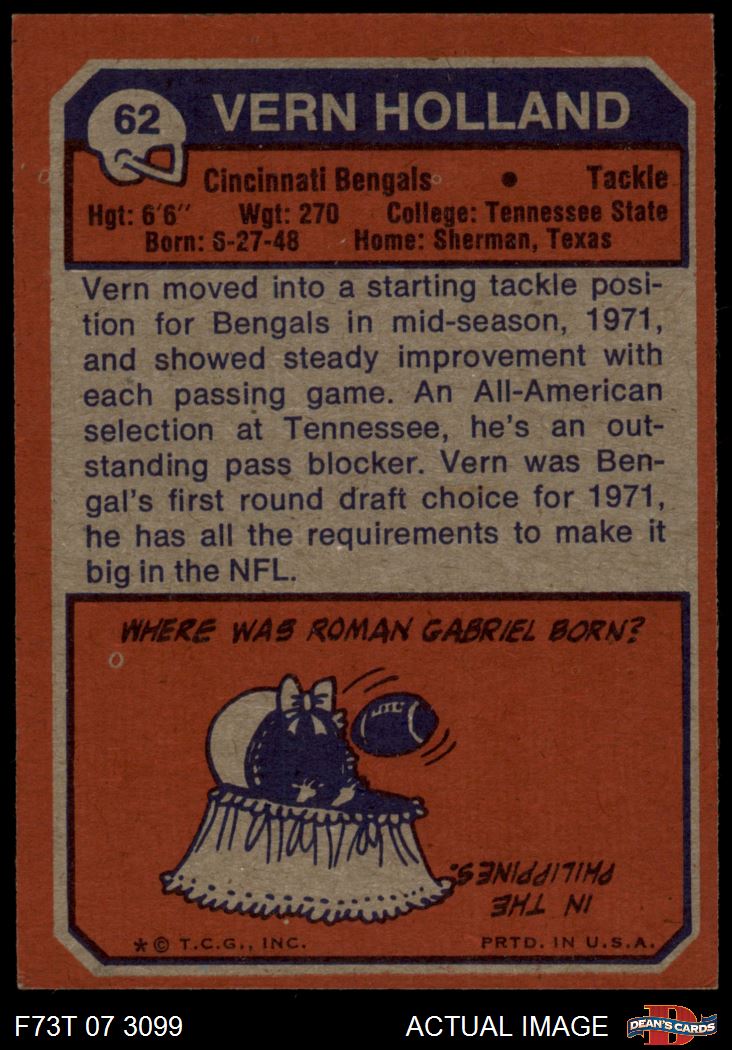 62
VERN HOLLAND
Cincinnati Bengals • Tackle
Hgt: 6'6" Wgt: 270 College: Tennessee State
Born: 6-27-48 Home: Sherman, Texas
Vern moved into a starting tackle posi-
tion for Bengals in mid-season, 1971,
and showed steady improvement with
each passing game. An All-American
selection at Tennessee, he's an out-
standing pass blocker. Vern was Ben-
gal's first round draft choice for 1971,
he has all the requirements to make it
big in the NFL.
WHERE WAS ROMAN GABRIEL BORN?
IN THE
PHILIPPINES.
* © T.C.G., INC. PRTD. IN U.S.A.
F73T 07 3099 ACTUAL IMAGE
D
DEAN'S CARDS